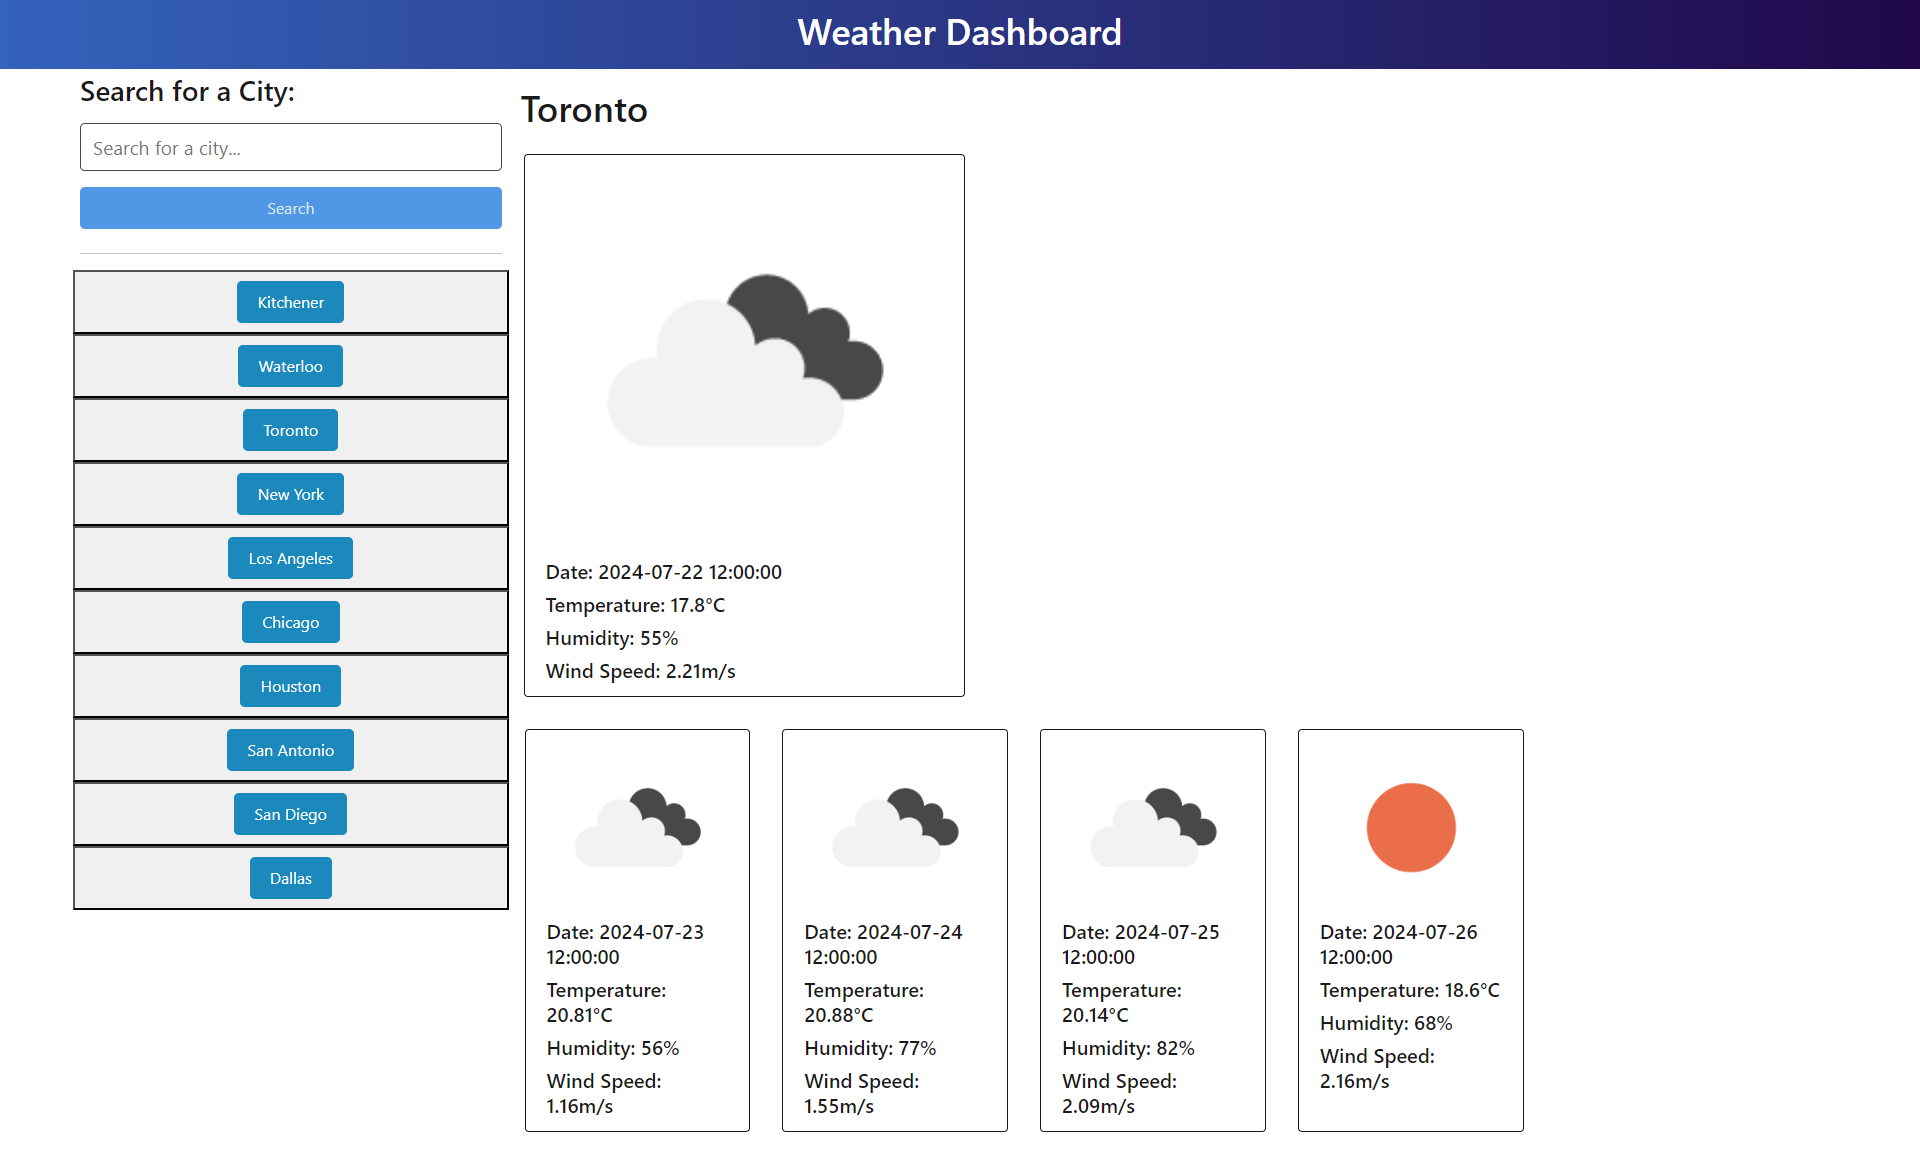 Weather Dashboard
Search for a City:
Search for a city...
Search
Kitchener
Waterloo
Toronto
New York
Los Angeles
Chicago
Houston
San Antonio
San Diego
Dallas
Toronto
Date: 2024-07-22 12:00:00
Temperature: 17.8°C
Humidity: 55%
Wind Speed: 2.21m/s
Date: 2024-07-23
12:00:00
Temperature:
20.81°C
Humidity: 56%
Wind Speed:
1.16m/s
Date: 2024-07-24
12:00:00
Temperature:
20.88°C
Humidity: 77%
Wind Speed:
1.55m/s
Date: 2024-07-25
12:00:00
Temperature:
20.14°C
Humidity: 82%
Wind Speed:
2.09m/s
Date: 2024-07-26
12:00:00
Temperature: 18.6°C
Humidity: 68%
Wind Speed:
2.16m/s